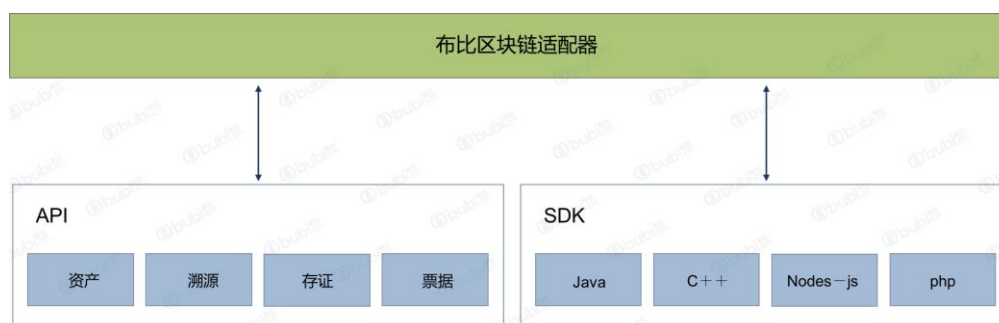 布比区块链适配器
API
资产
溯源
存证
票据
SDK
Java
C++
Nodes-js
php